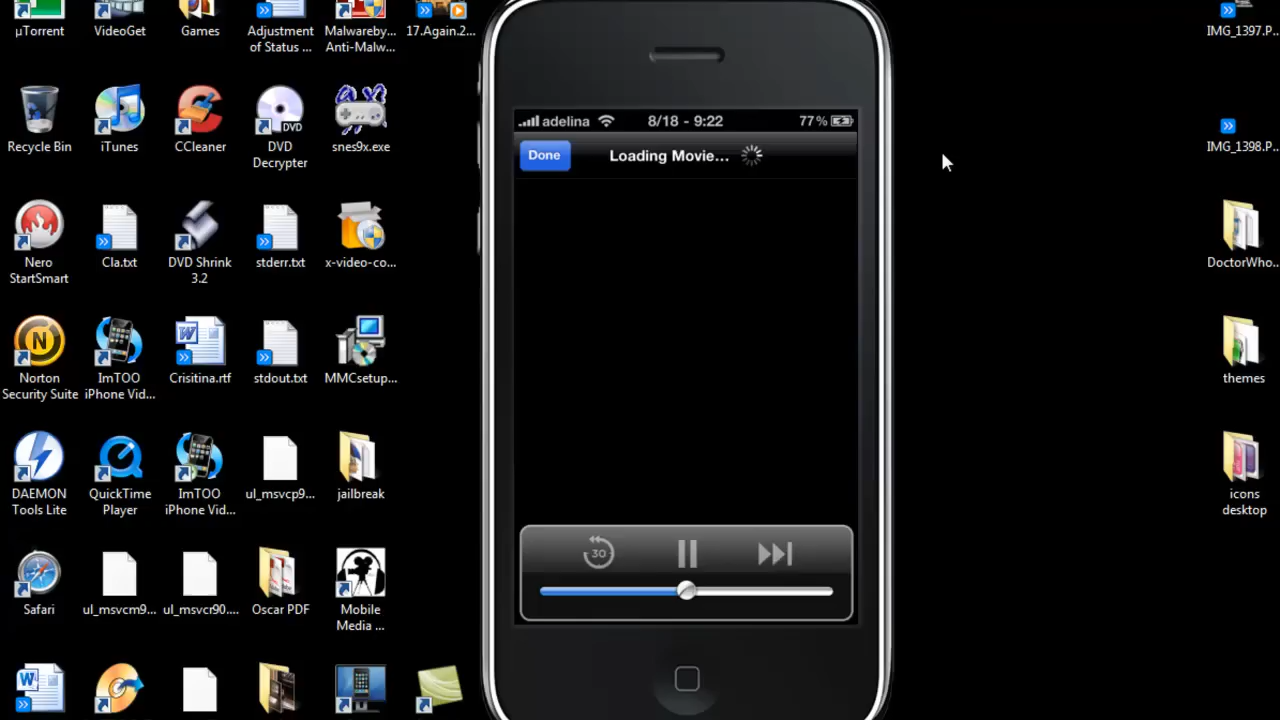 µTorrent
VideoGet
Games
Adjustment
of Status ...
Malwareby...
Anti-Malw...
17.Again.2...
IMG_1397.P...
Recycle Bin
iTunes
CCleaner
DVD
DVD
Decrypter
snes9x.exe
IMG_1398.P...
adelina
8/18 - 9:22
77%
Done
Loading Movie...
Nero
StartSmart
Cla.txt
DVD Shrink
3.2
stderr.txt
x-video-co...
DoctorWho...
N
Norton
Security Suite
ImTOO
iPhone Vid...
W
Crisitina.rtf
stdout.txt
MMCsetup...
themes
DAEMON
Tools Lite
QuickTime
Player
ImTOO
iPhone Vid...
ul_msvcp9...
jailbreak
icons
desktop
30
Safari
ul_msvcm9...
ul_msvcr90....
Oscar PDF
Mobile
Media ...
W